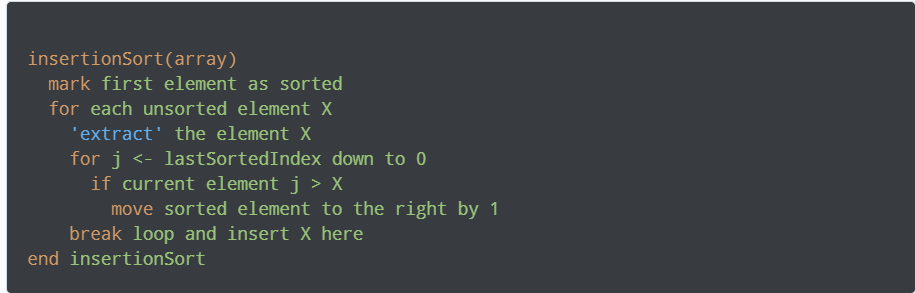 insertionSort(array)
  mark first element as sorted
  for each unsorted element X
    'extract' the element X
    for j <- lastSortedIndex down to 0
      if current element j > X
        move sorted element to the right by 1
    break loop and insert X here
end insertionSort